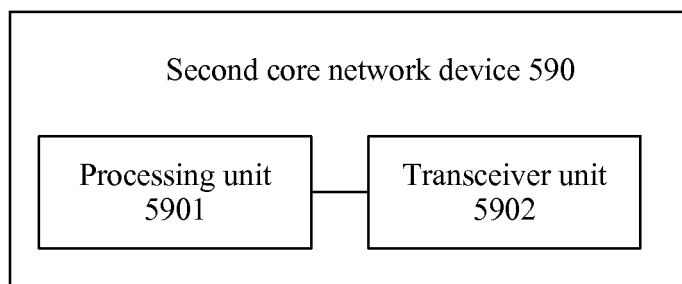 Second core network device 590
Processing unit
5901
Transceiver unit
5902